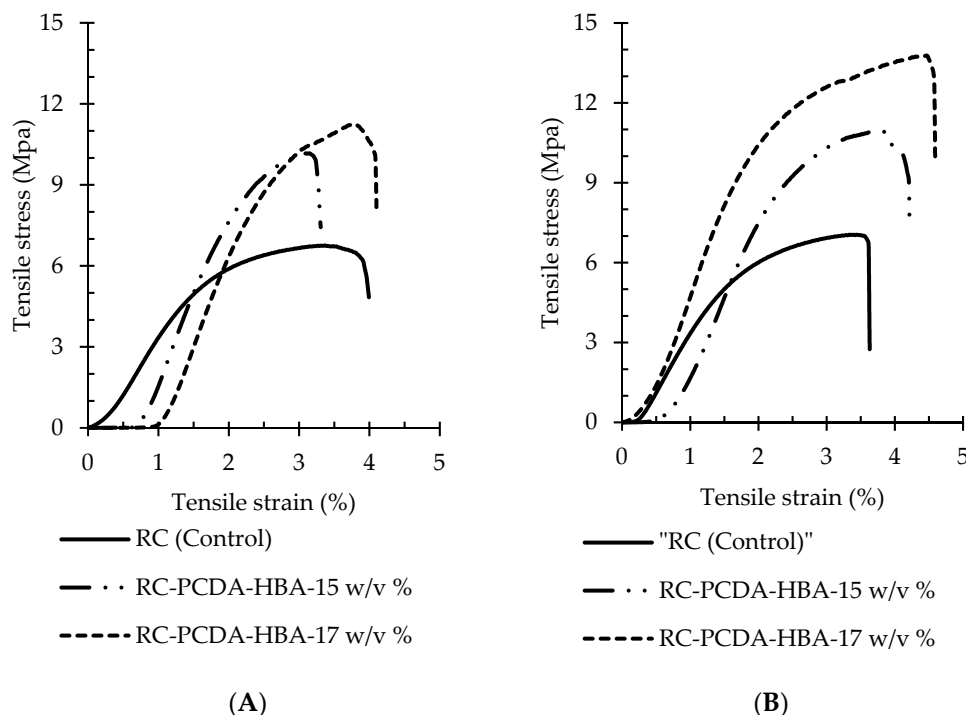 15
12
9
6
3
0
Tensile stress (Mpa)
0 1 2 3 4 5
Tensile strain (%)
RC (Control)
RC-PCDA-HBA-15 w/v %
RC-PCDA-HBA-17 w/v %
(A)
15
12
9
6
3
0
Tensile stress (Mpa)
0 1 2 3 4 5
Tensile strain (%)
"RC (Control)"
RC-PCDA-HBA-15 w/v %
RC-PCDA-HBA-17 w/v %
(B)